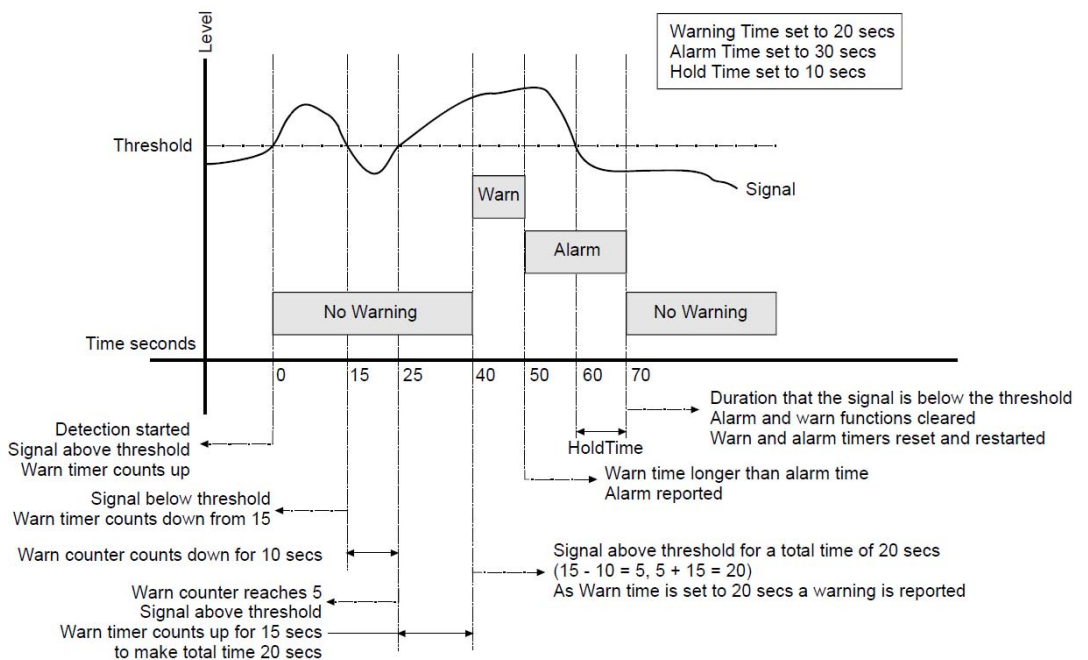 Level
Warning Time set to 20 secs
Alarm Time set to 30 secs
Hold Time set to 10 secs
Threshold
Signal
Warn
Alarm
No Warning
No Warning
Time seconds
0
15
25
40
50
60
70
Detection started
Signal above threshold
Warn timer counts up
Duration that the signal is below the threshold
Alarm and warn functions cleared
Warn and alarm timers reset and restarted
HoldTime
Warn time longer than alarm time
Alarm reported
Signal below threshold
Warn timer counts down from 15
Warn counter counts down for 10 secs
Signal above threshold for a total time of 20 secs
(15 - 10 = 5, 5 + 15 = 20)
As Warn time is set to 20 secs a warning is reported
Warn counter reaches 5
Signal above threshold
Warn timer counts up for 15 secs
to make total time 20 secs